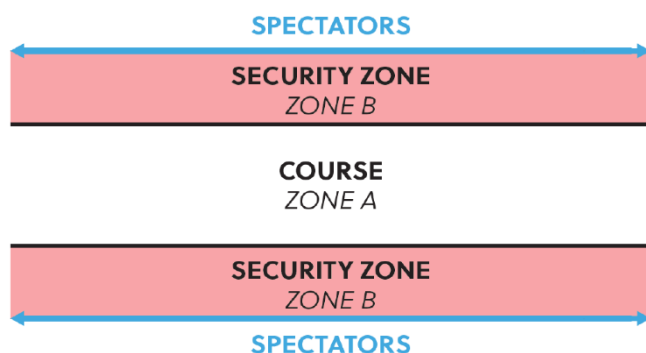 SPECTATORS
SECURITY ZONE
ZONE B
COURSE
ZONE A
SECURITY ZONE
ZONE B
SPECTATORS